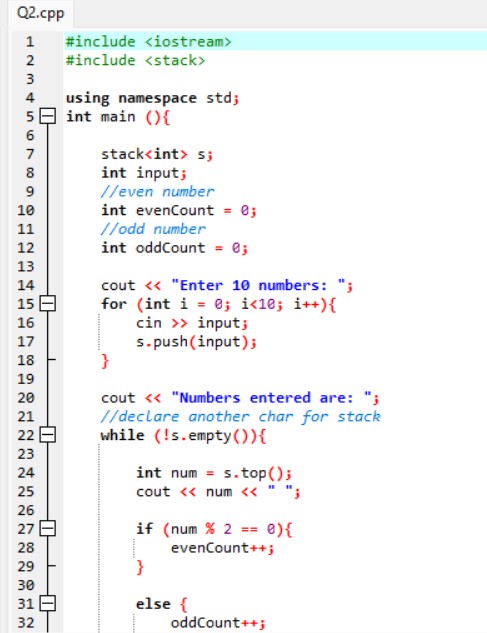 Q2.cpp
1 #include <iostream>
2 #include <stack>
3
4 using namespace std;
5 int main (){
6
7 stack<int> s;
8 int input;
9 //even number
10 int evenCount = 0;
11 //odd number
12 int oddCount = 0;
13
14 cout << "Enter 10 numbers: ";
15 for (int i = 0; i<10; i++){
16 cin >> input;
17 s.push(input);
18 }
19
20 cout << "Numbers entered are: ";
21 //declare another char for stack
22 while (!s.empty()){
23
24 int num = s.top();
25 cout << num << " ";
26
27 if (num % 2 == 0){
28 evenCount++;
29 }
30
31 else {
32 oddCount++;